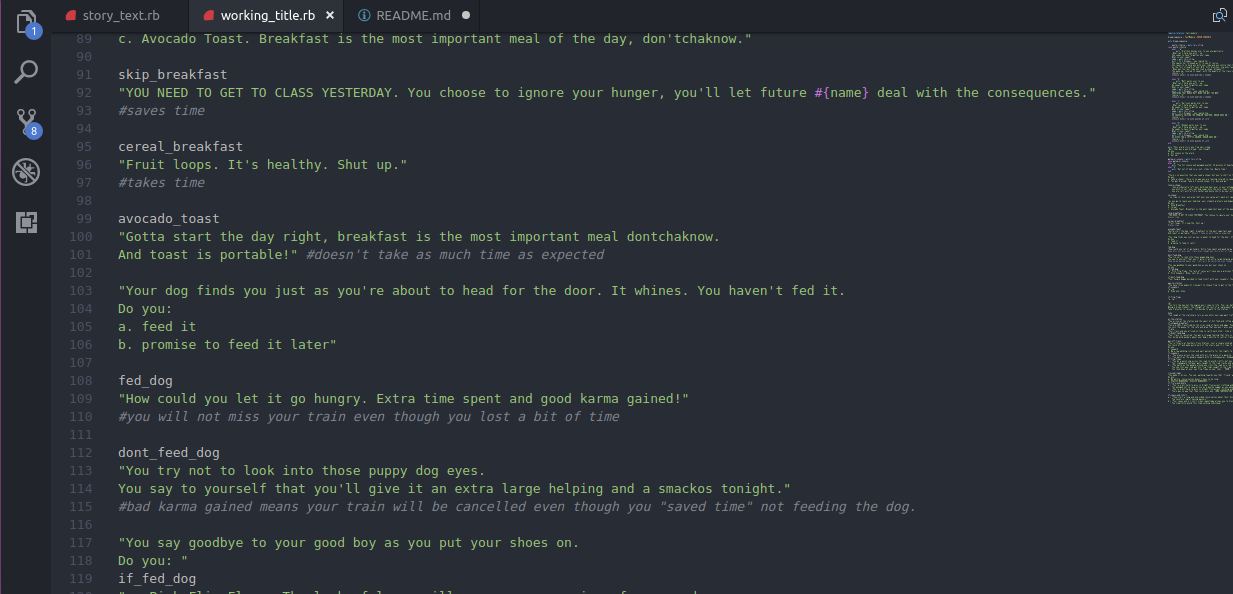 story_text.rb working_title.rb × README.md
1
8
89 c. Avocado Toast. Breakfast is the most important meal of the day, don'tchaknow."
90
91 skip_breakfast
92 "YOU NEED TO GET TO CLASS YESTERDAY. You choose to ignore your hunger, you'll let future #{name} deal with the consequences."
93 #saves time
94
95 cereal_breakfast
96 "Fruit loops. It's healthy. Shut up."
97 #takes time
98
99 avocado_toast
100 "Gotta start the day right, breakfast is the most important meal dontchaknow.
101 And toast is portable!" #doesn't take as much time as expected
102
103 "Your dog finds you just as you're about to head for the door. It whines. You haven't fed it.
104 Do you:
105 a. feed it
106 b. promise to feed it later"
107
108 fed_dog
109 "How could you let it go hungry. Extra time spent and good karma gained!"
110 #you will not miss your train even though you lost a bit of time
111
112 dont_feed_dog
113 "You try not to look into those puppy dog eyes.
114 You say to yourself that you'll give it an extra large helping and a smackos tonight."
115 #bad karma gained means your train will be cancelled even though you "saved time" not feeding the dog.
116
117 "You say goodbye to your good boy as you put your shoes on.
118 Do you: "
119 if_fed_dog